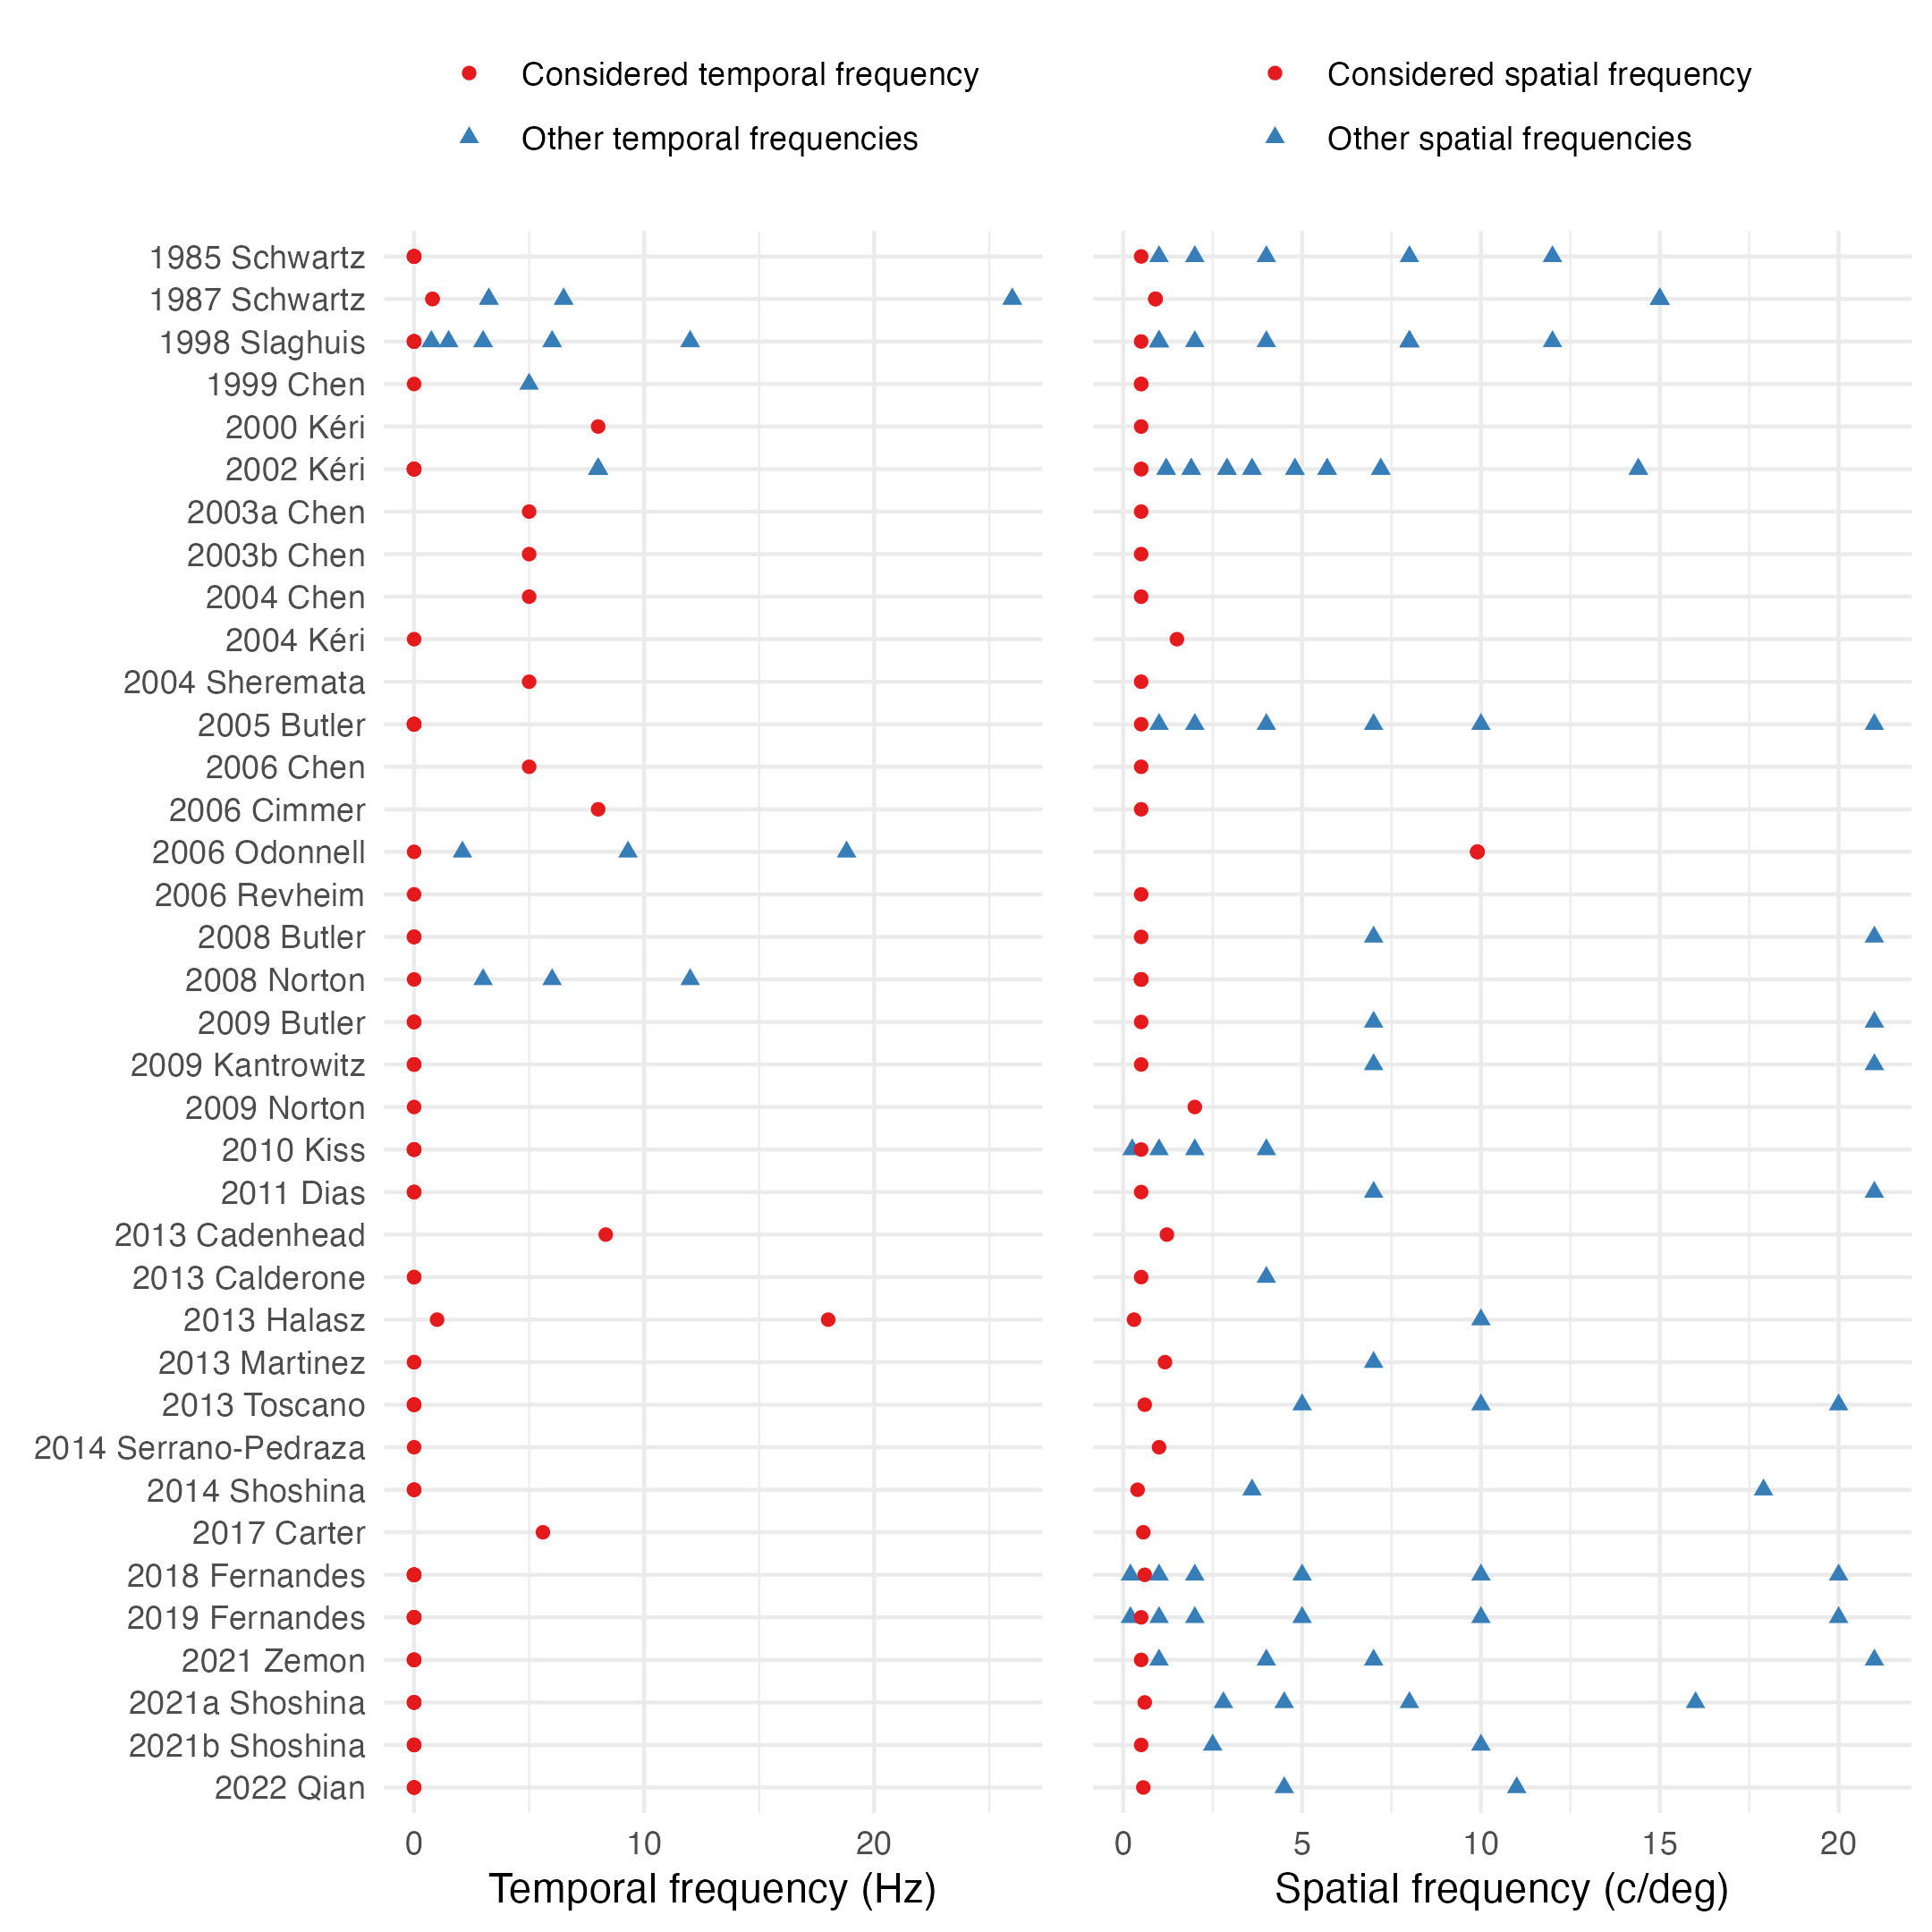 Considered temporal frequency
Other temporal frequencies
Considered spatial frequency
Other spatial frequencies
1985 Schwartz
1987 Schwartz
1998 Slaghuis
1999 Chen
2000 Kéri
2002 Kéri
2003a Chen
2003b Chen
2004 Chen
2004 Kéri
2004 Sheremata
2005 Butler
2006 Chen
2006 Cimmer
2006 Odonnell
2006 Revheim
2008 Butler
2008 Norton
2009 Butler
2009 Kantrowitz
2009 Norton
2010 Kiss
2011 Dias
2013 Cadenhead
2013 Calderone
2013 Halasz
2013 Martinez
2013 Toscano
2014 Serrano-Pedraza
2014 Shoshina
2017 Carter
2018 Fernandes
2019 Fernandes
2021 Zemon
2021a Shoshina
2021b Shoshina
2022 Qian
0 10 20
Temporal frequency (Hz)
0 5 10 15 20
Spatial frequency (c/deg)